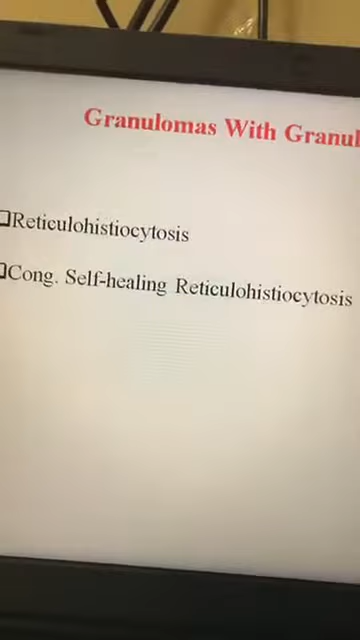 Granulomas With
❑Reticulohistiocytosis
❑Cong. Self-healing Reticulohistiocytosis